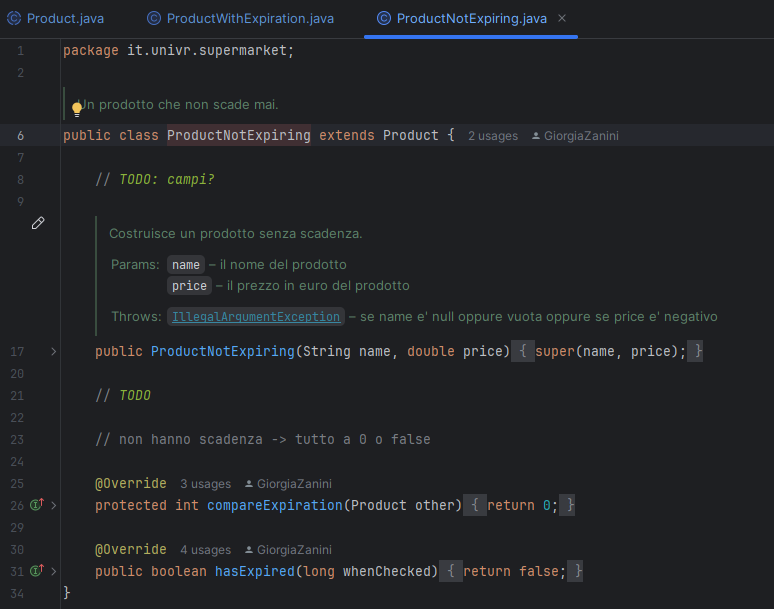 Product.java ProductWithExpiration.java ProductNotExpiring.java
1 package it.univr.supermarket;
2
Un prodotto che non scade mai.
6 public class ProductNotExpiring extends Product { 2 usages GiorgiaZanini
7
8 // TODO: campi?
9
Costruisce un prodotto senza scadenza.
Params: name – il nome del prodotto
price – il prezzo in euro del prodotto
Throws: IllegalArgumentException – se name e' null oppure vuota oppure se price e' negativo
17 public ProductNotExpiring(String name, double price) { super(name, price); }
20
21 // TODO
22
23 // non hanno scadenza -> tutto a 0 o false
24
25 @Override 3 usages GiorgiaZanini
26 protected int compareExpiration(Product other) { return 0; }
29
30 @Override 4 usages GiorgiaZanini
31 public boolean hasExpired(long whenChecked) { return false; }
34 }